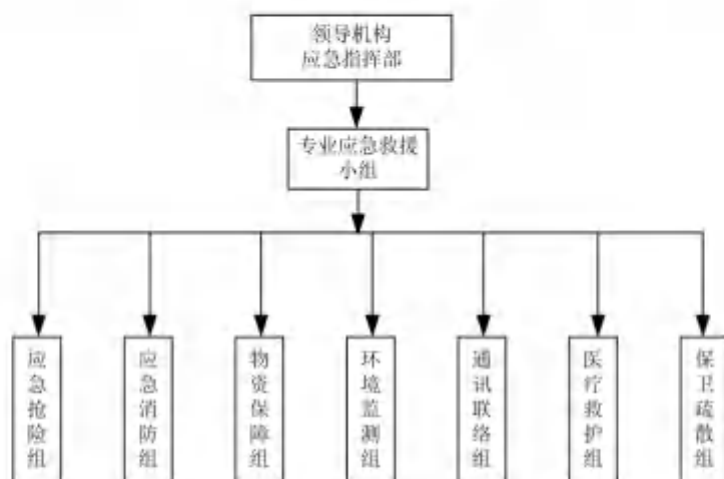 领导机构
应急指挥部
专业应急救援
小组
应急抢险组
应急消防组
物资保障组
环境监测组
通讯联络组
医疗救护组
保卫疏散组